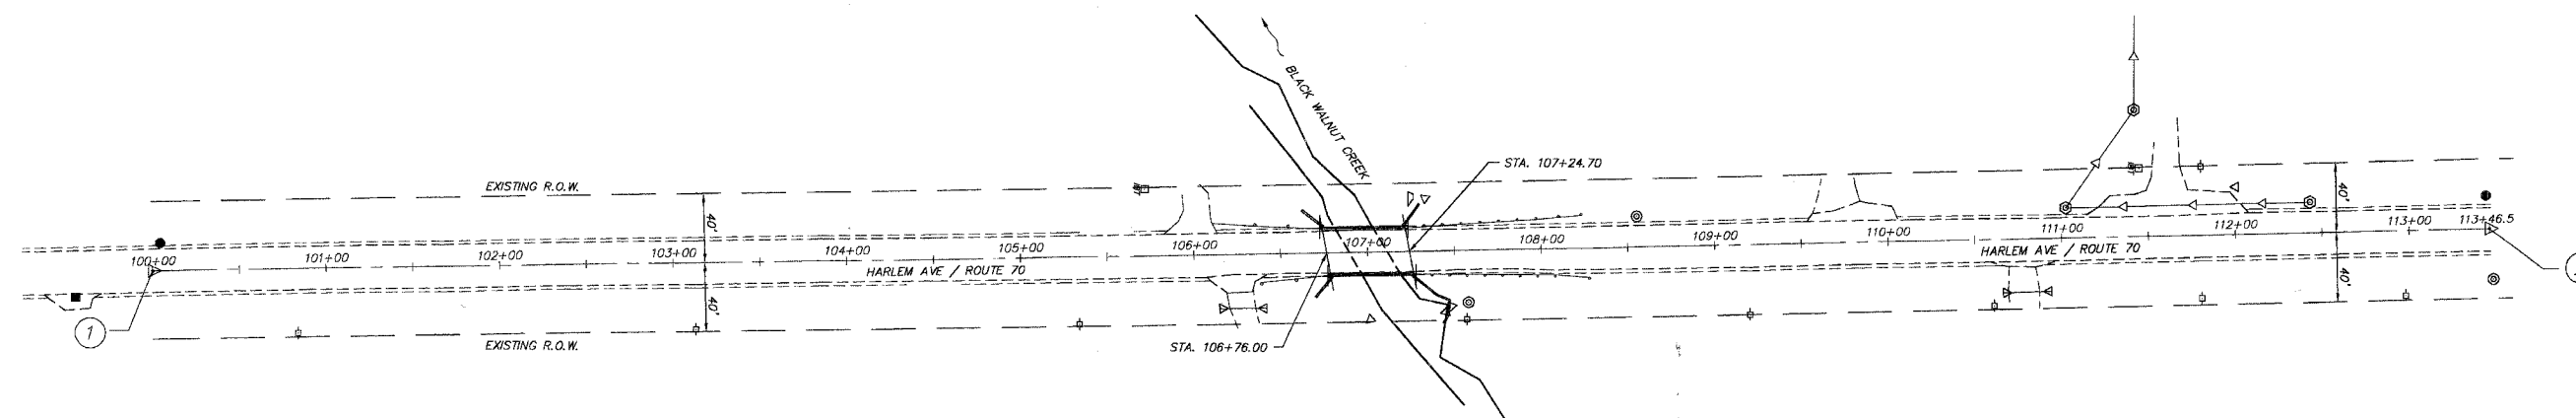 BLACK WALNUT CREEK
STA. 107+24.70
EXISTING R.O.W.
40'
40'
100+00
101+00
102+00
103+00
104+00
105+00
106+00
107+00
108+00
109+00
110+00
111+00
112+00
113+00
113+46.5
HARLEM AVE / ROUTE 70
HARLEM AVE / ROUTE 70
40'
40'
1
EXISTING R.O.W.
STA. 106+76.00